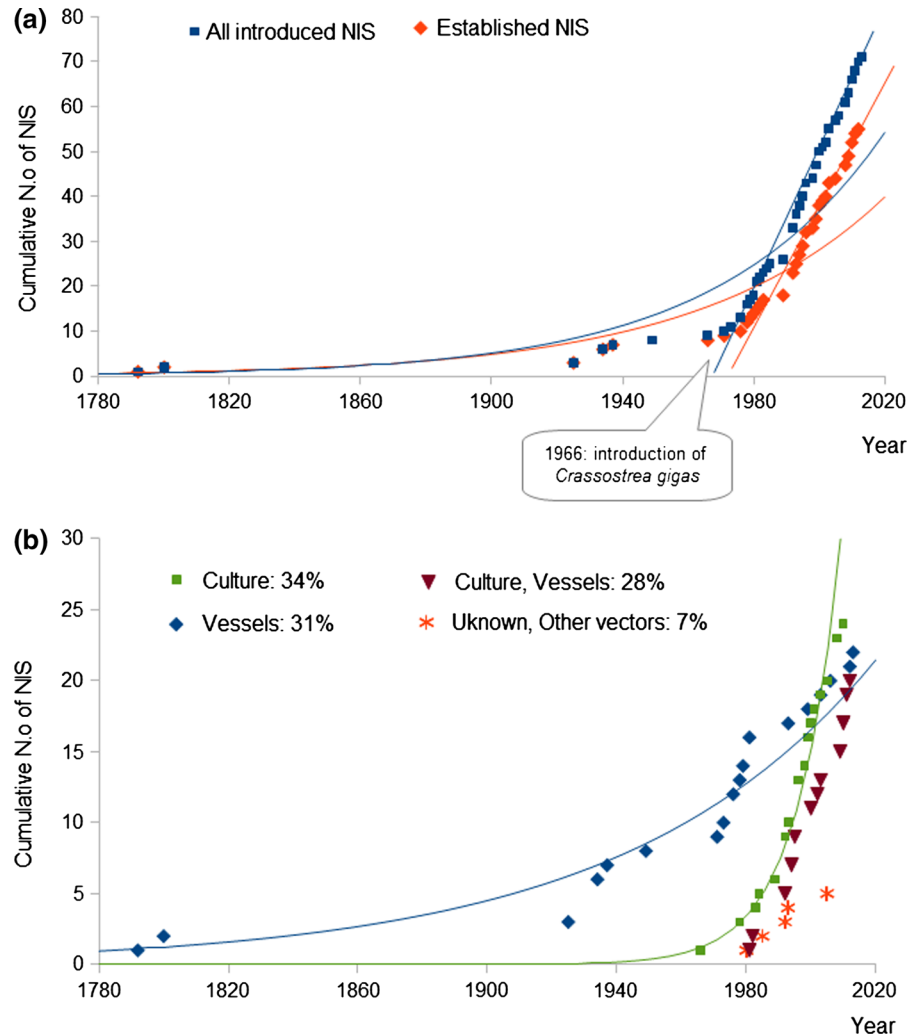 (a)
All introduced NIS
Established NIS
Cumulative N.o of NIS
80
70
60
50
40
30
20
10
0
1780
1820
1860
1900
1940
1980
2020
Year
1966: introduction of
Crassostrea gigas
(b)
Culture: 34%
Culture, Vessels: 28%
Vessels: 31%
Uknown, Other vectors: 7%
Cumulative N.o of NIS
30
25
20
15
10
5
0
1780
1820
1860
1900
1940
1980
2020
Year